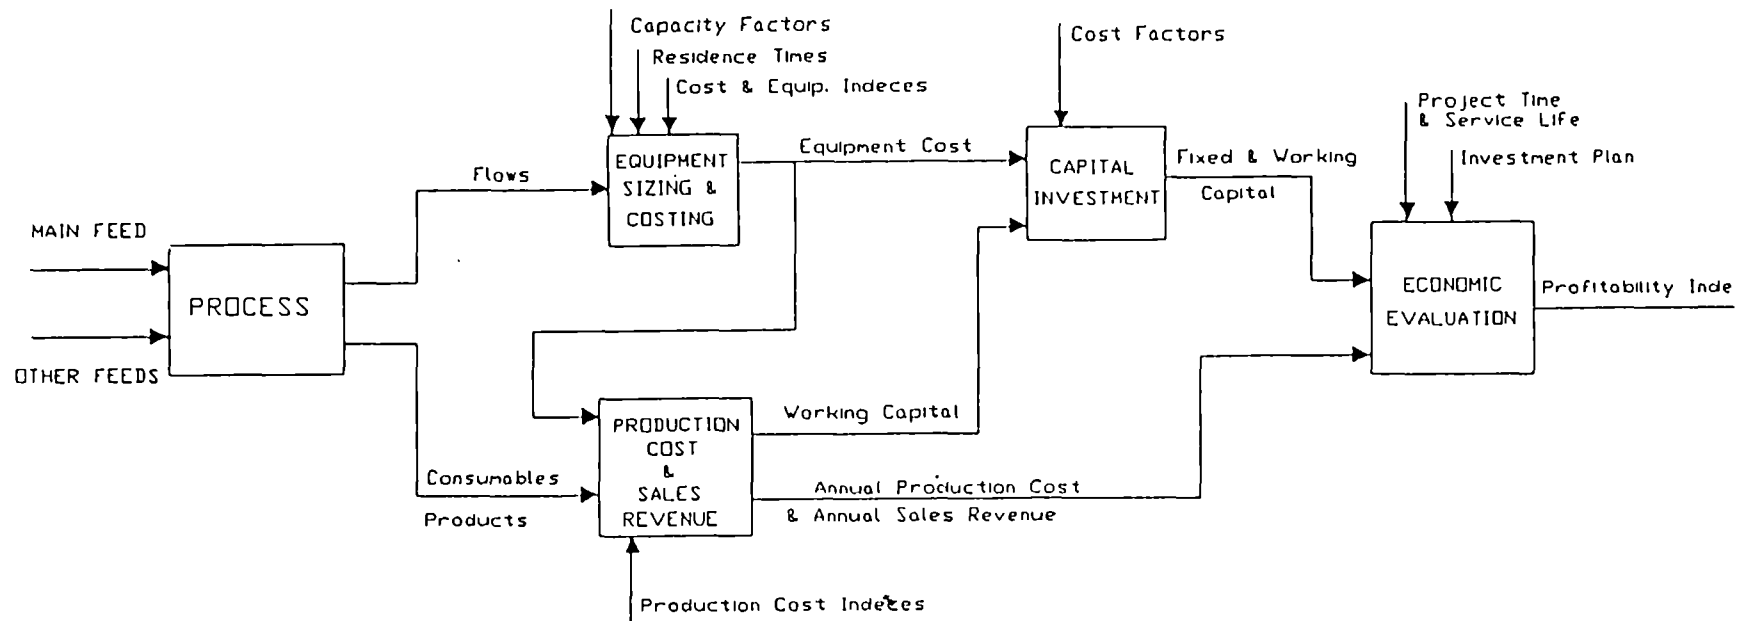 Capacity Factors
Residence Times
Cost & Equip. Indeces
Cost Factors
Project Time
& Service Life
Investment Plan
EQUIPMENT
SIZING &
COSTING
Equipment Cost
CAPITAL
INVESTMENT
Fixed & Working
Capital
Flows
MAIN FEED
PROCESS
OTHER FEEDS
ECONOMIC
EVALUATION
Profitability Inde
PRODUCTION
COST
&
SALES
REVENUE
Working Capital
Consumables
Products
Annual Production Cost
& Annual Sales Revenue
Production Cost Indeces